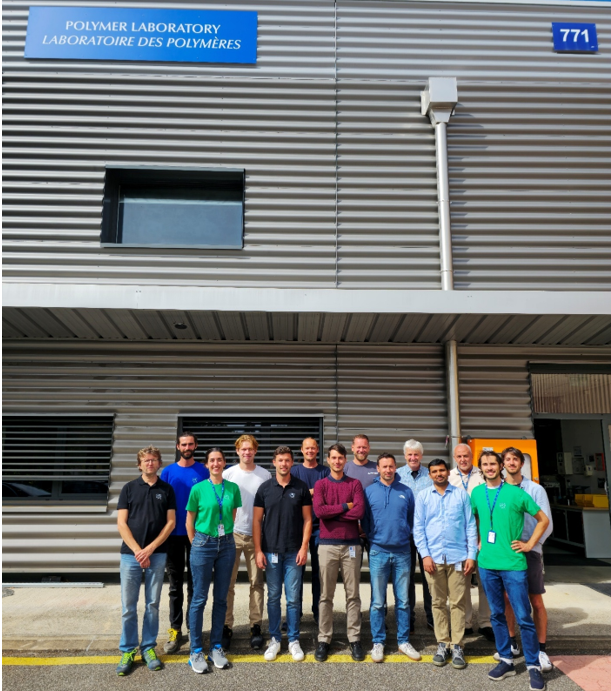 POLYMER LABORATORY
LABORATOIRE DES POLYMÈRES
771